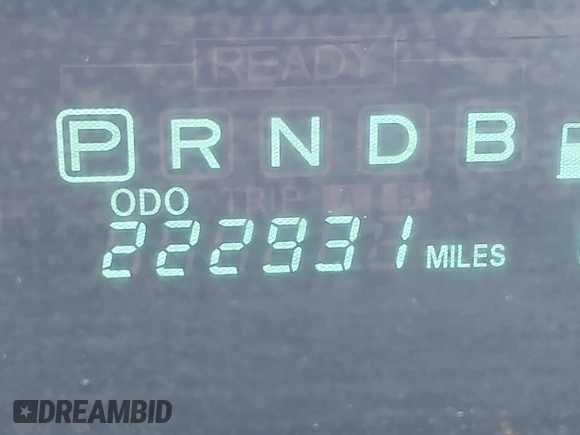 READY
P R N D B
ODO TRIP A B
222931 MILES
DREAMBID